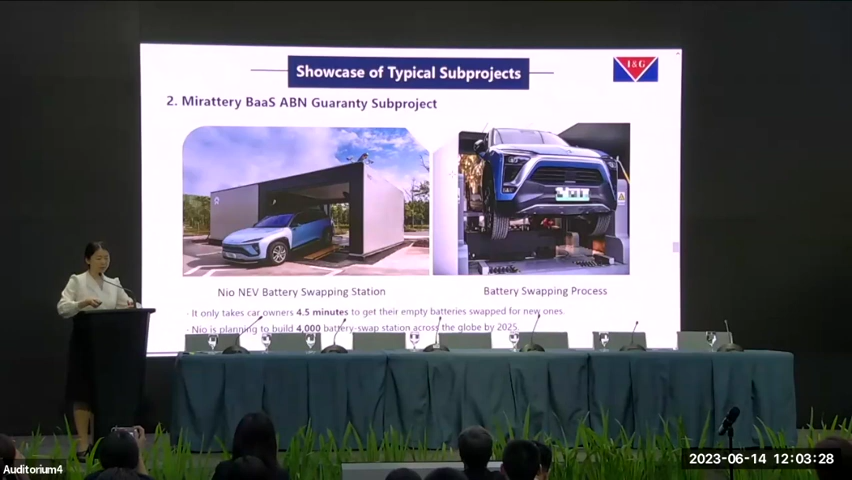 Showcase of Typical Subprojects
I&G
2. Mirattery BaaS ABN Guaranty Subproject
Nio NEV Battery Swapping Station
Battery Swapping Process
- It only takes car owners 4.5 minutes to get their empty batteries swapped for new ones.
- Nio is planning to build 4,000 battery-swap station across the globe by 2025.
Auditorium4
2023-06-14 12:03:28